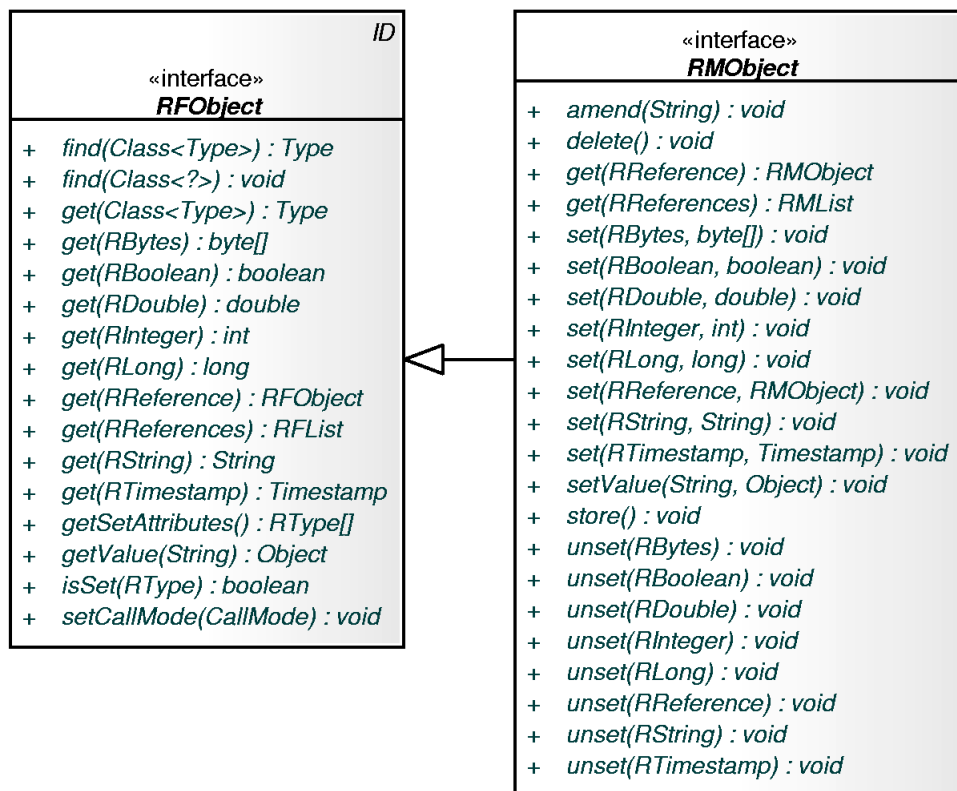 ID
«interface»
RFObject
+ find(Class<Type>) : Type
+ find(Class<?>) : void
+ get(Class<Type>) : Type
+ get(RBytes) : byte[]
+ get(RBoolean) : boolean
+ get(RDouble) : double
+ get(RInteger) : int
+ get(RLong) : long
+ get(RReference) : RFObject
+ get(RReferences) : RFList
+ get(RString) : String
+ get(RTimestamp) : Timestamp
+ getSetAttributes() : RType[]
+ getValue(String) : Object
+ isSet(RType) : boolean
+ setCallMode(CallMode) : void
«interface»
RMObject
+ amend(String) : void
+ delete() : void
+ get(RReference) : RMObject
+ get(RReferences) : RMList
+ set(RBytes, byte[]) : void
+ set(RBoolean, boolean) : void
+ set(RDouble, double) : void
+ set(RInteger, int) : void
+ set(RLong, long) : void
+ set(RReference, RMObject) : void
+ set(RString, String) : void
+ set(RTimestamp, Timestamp) : void
+ setValue(String, Object) : void
+ store() : void
+ unset(RBytes) : void
+ unset(RBoolean) : void
+ unset(RDouble) : void
+ unset(RInteger) : void
+ unset(RLong) : void
+ unset(RReference) : void
+ unset(RString) : void
+ unset(RTimestamp) : void